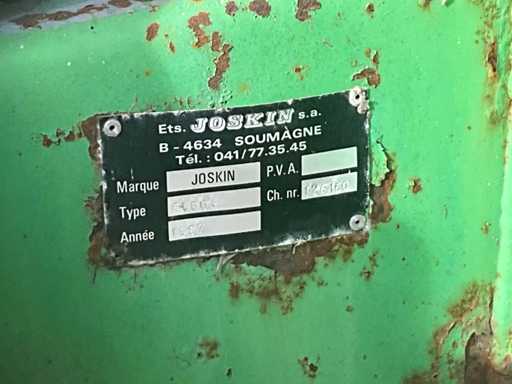 Ets. JOSKIN s.a.
B - 4634 SOUMAGNE
Tél. : 041/77.35.45
Marque JOSKIN P.V.A.
Type Ch. nr.
Année